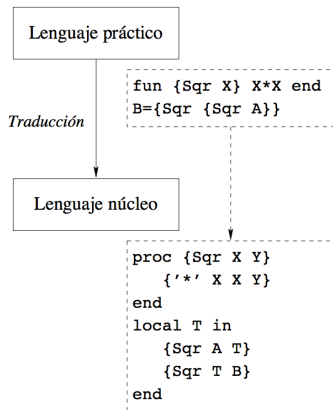 Lenguaje práctico
fun {Sqr X} X*X end
B={Sqr {Sqr A}}
Traducción
Lenguaje núcleo
proc {Sqr X Y}
   {’*’ X X Y}
end
local T in
   {Sqr A T}
   {Sqr T B}
end